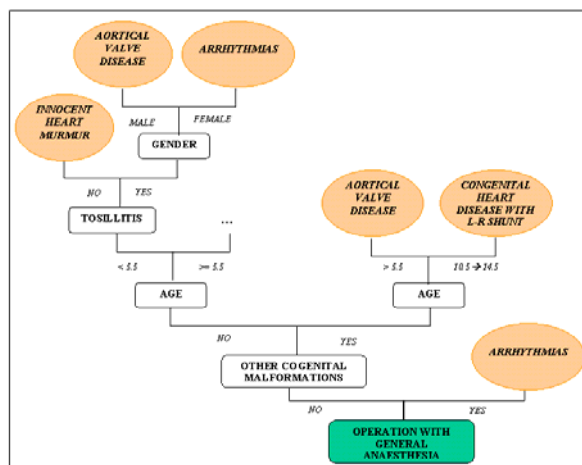 AORTICAL
VALVE
DISEASE
ARRHYTHMIAS
INNOCENT
HEART
MURMUR
MALE
FEMALE
GENDER
NO
YES
TOSILLITIS
...
AORTICAL
VALVE
DISEASE
CONGENITAL
HEART
DISEASE WITH
L-R SHUNT
< 5.5
>= 5.5
> 5.5
10.5 → 14.5
AGE
AGE
NO
YES
OTHER COGENITAL
MALFORMATIONS
ARRHYTHMIAS
NO
YES
OPERATION WITH
GENERAL
ANAESTHESIA